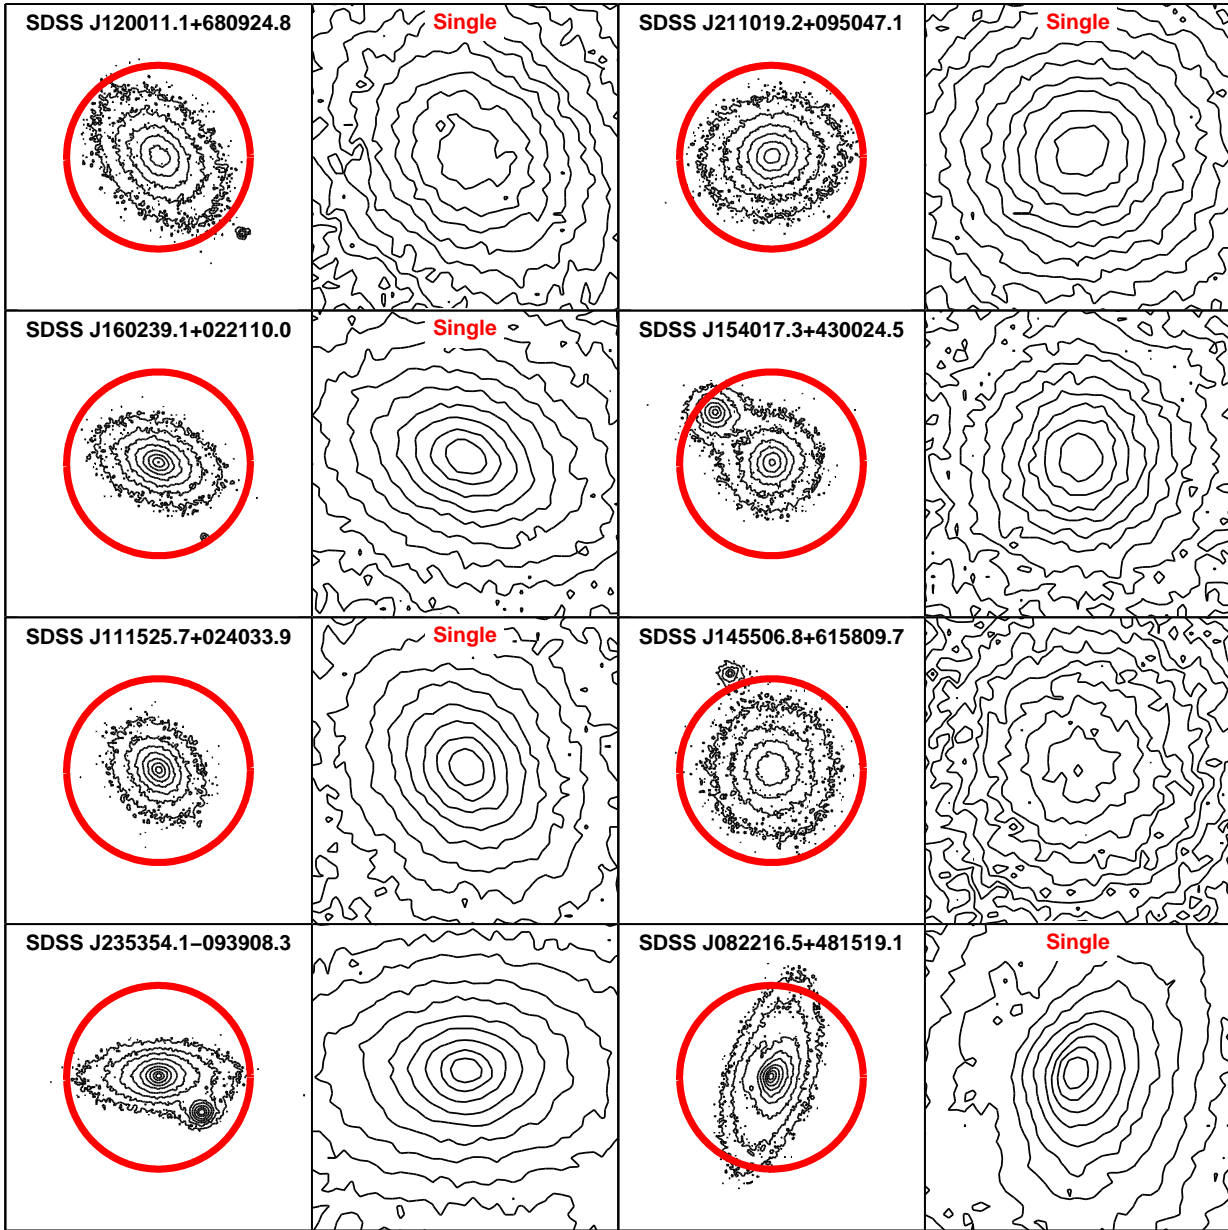 SDSS J120011.1+680924.8
Single
SDSS J211019.2+095047.1
Single
SDSS J160239.1+022110.0
Single
SDSS J154017.3+430024.5
SDSS J111525.7+024033.9
Single
SDSS J145506.8+615809.7
SDSS J235354.1−093908.3
SDSS J082216.5+481519.1
Single